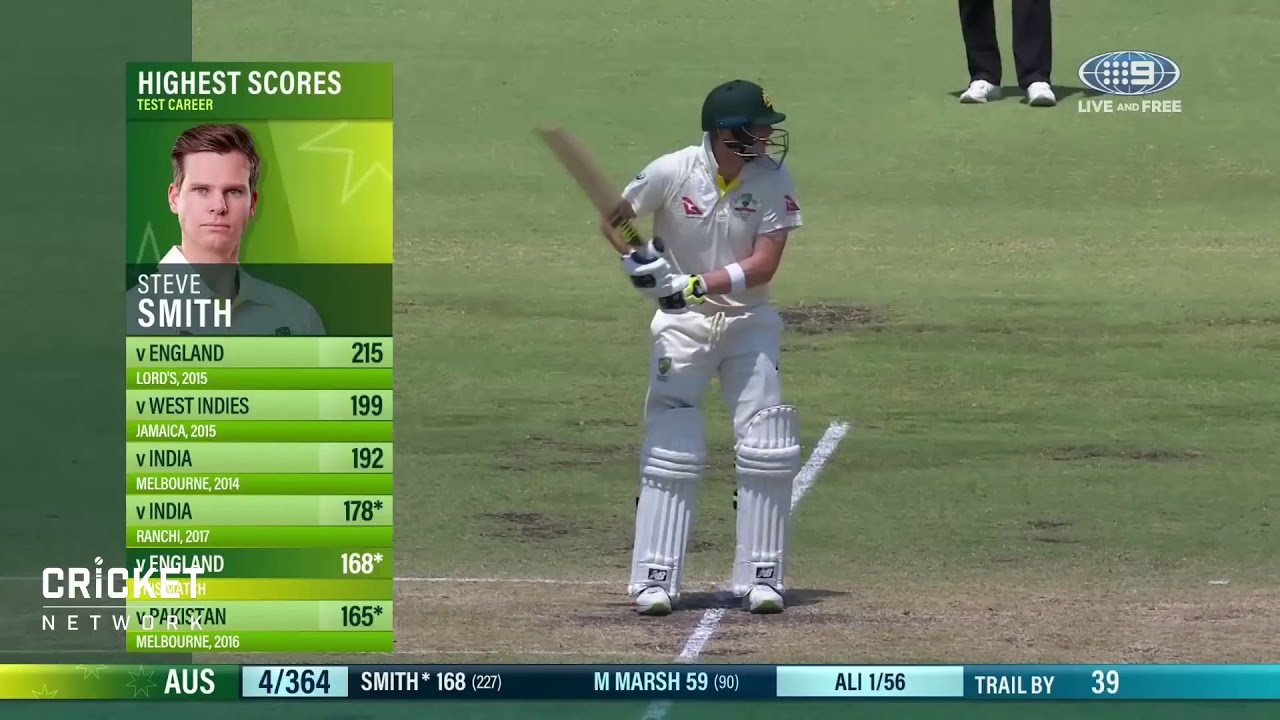 HIGHEST SCORES
TEST CAREER
STEVE
SMITH
v ENGLAND 215
LORD'S, 2015
v WEST INDIES 199
JAMAICA, 2015
v INDIA 192
MELBOURNE, 2014
v INDIA 178*
RANCHI, 2017
v ENGLAND 168*
THIS MATCH
v PAKISTAN 165*
MELBOURNE, 2016
CRICKET
NETWORK
9
LIVE AND FREE
AUS 4/364 SMITH* 168 (227) M MARSH 59 (90) ALI 1/56 TRAIL BY 39